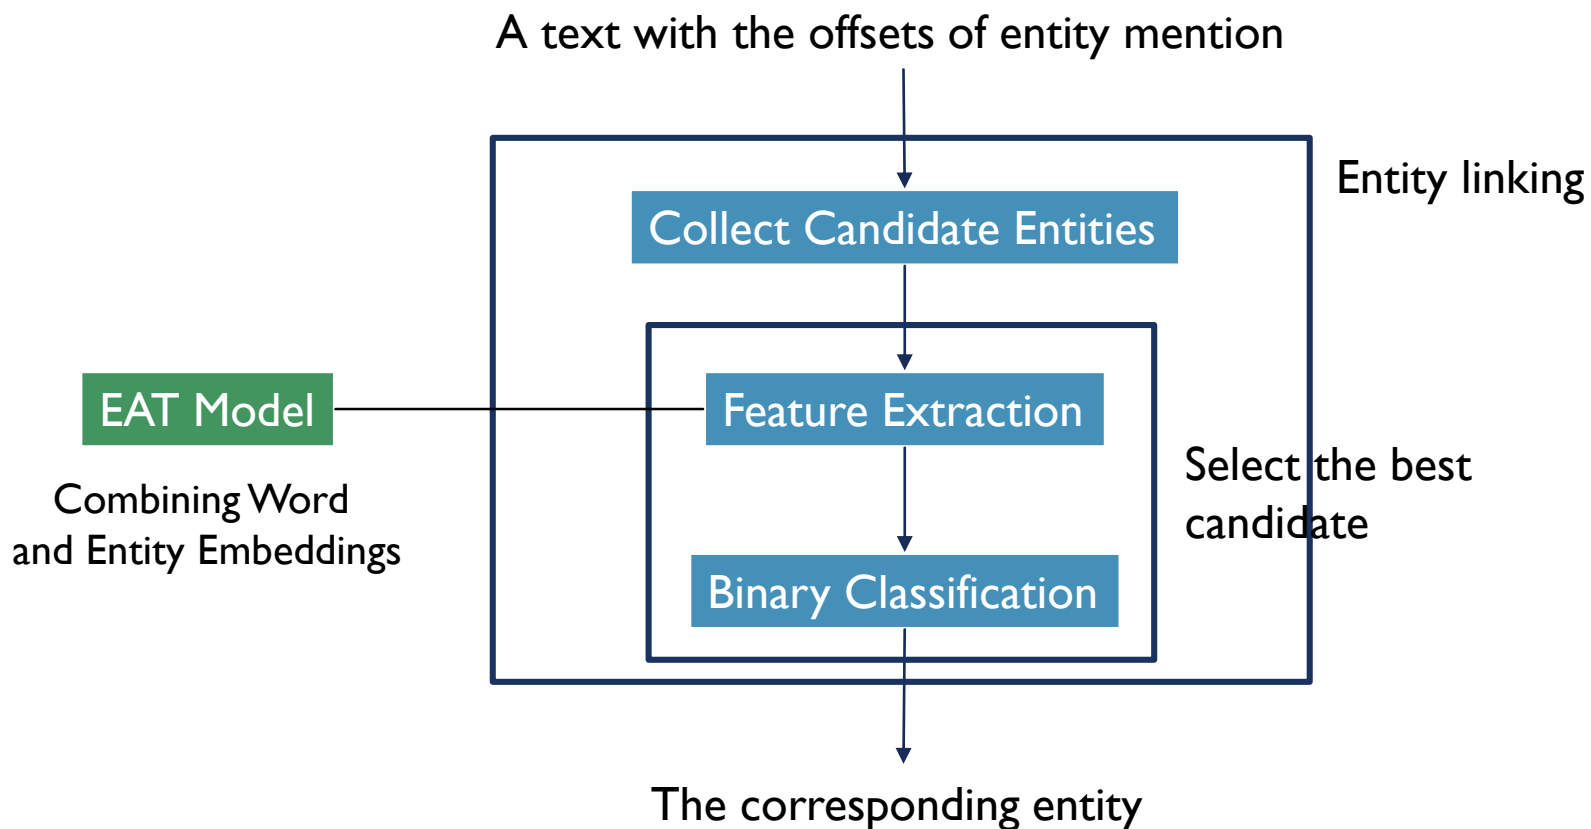 A text with the offsets of entity mention
Entity linking
Collect Candidate Entities
EAT Model
Feature Extraction
Combining Word
and Entity Embeddings
Select the best
candidate
Binary Classification
The corresponding entity